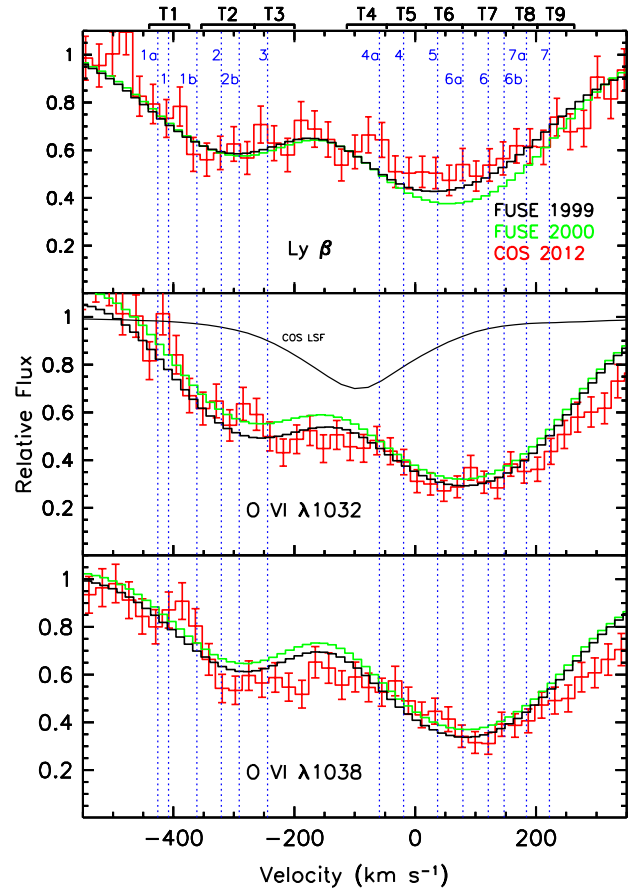 T1 T2 T3 T4 T5 T6 T7 T8 T9
1a 2 3 4a 4 5 7a 7
1 1b 2b 6a 6 6b
1
0.8
0.6
0.4
0.2
FUSE 1999
FUSE 2000
COS 2012
Ly β
1
0.8
0.6
0.4
0.2
COS LSF
Relative Flux
O VI λ1032
1
0.8
0.6
0.4
0.2
0
O VI λ1038
−400 −200 0 200
Velocity (km s⁻¹)